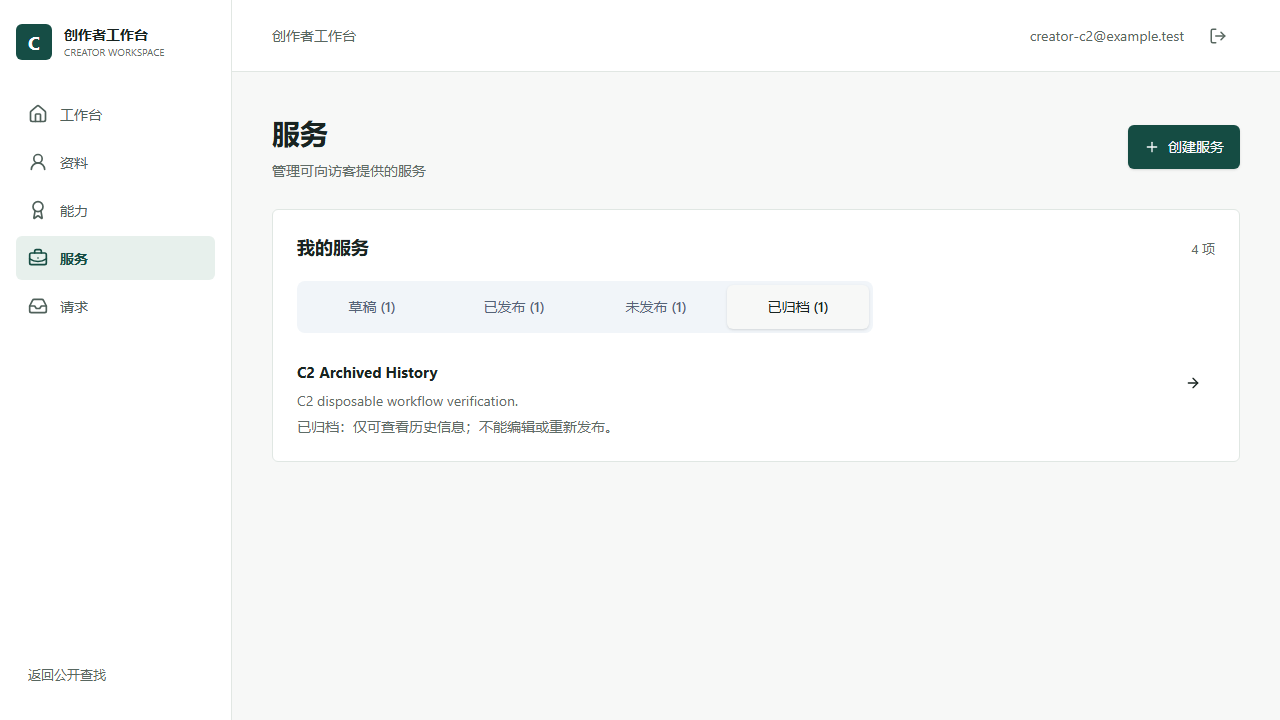 C
创作者工作台
CREATOR WORKSPACE
工作台
资料
能力
服务
请求
返回公开查找
创作者工作台
creator-c2@example.test
服务
管理可向访客提供的服务
创建服务
我的服务
4 项
草稿 (1)
已发布 (1)
未发布 (1)
已归档 (1)
C2 Archived History
C2 disposable workflow verification.
已归档：仅可查看历史信息；不能编辑或重新发布。